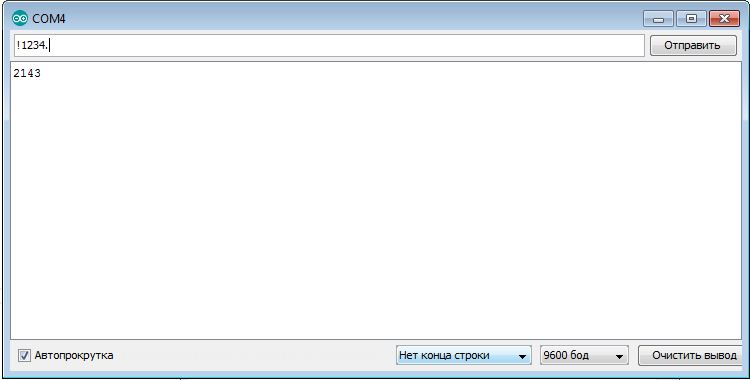 COM4
!1234.
Отправить
2143
Автопрокрутка
Нет конца строки
9600 бод
Очистить вывод